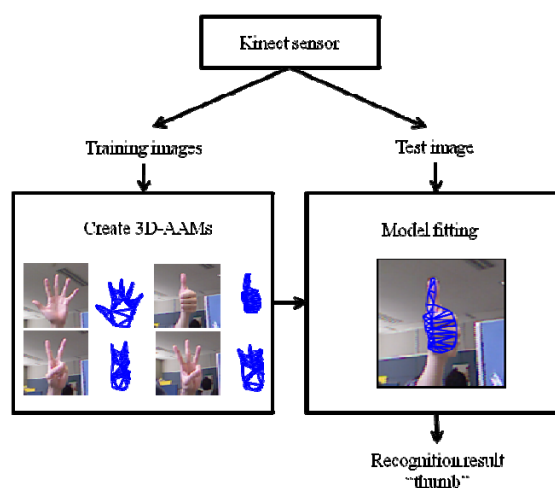 Kinect sensor
Training images
Test image
Create 3D-AAMs
Model fitting
Recognition result
"thumb"